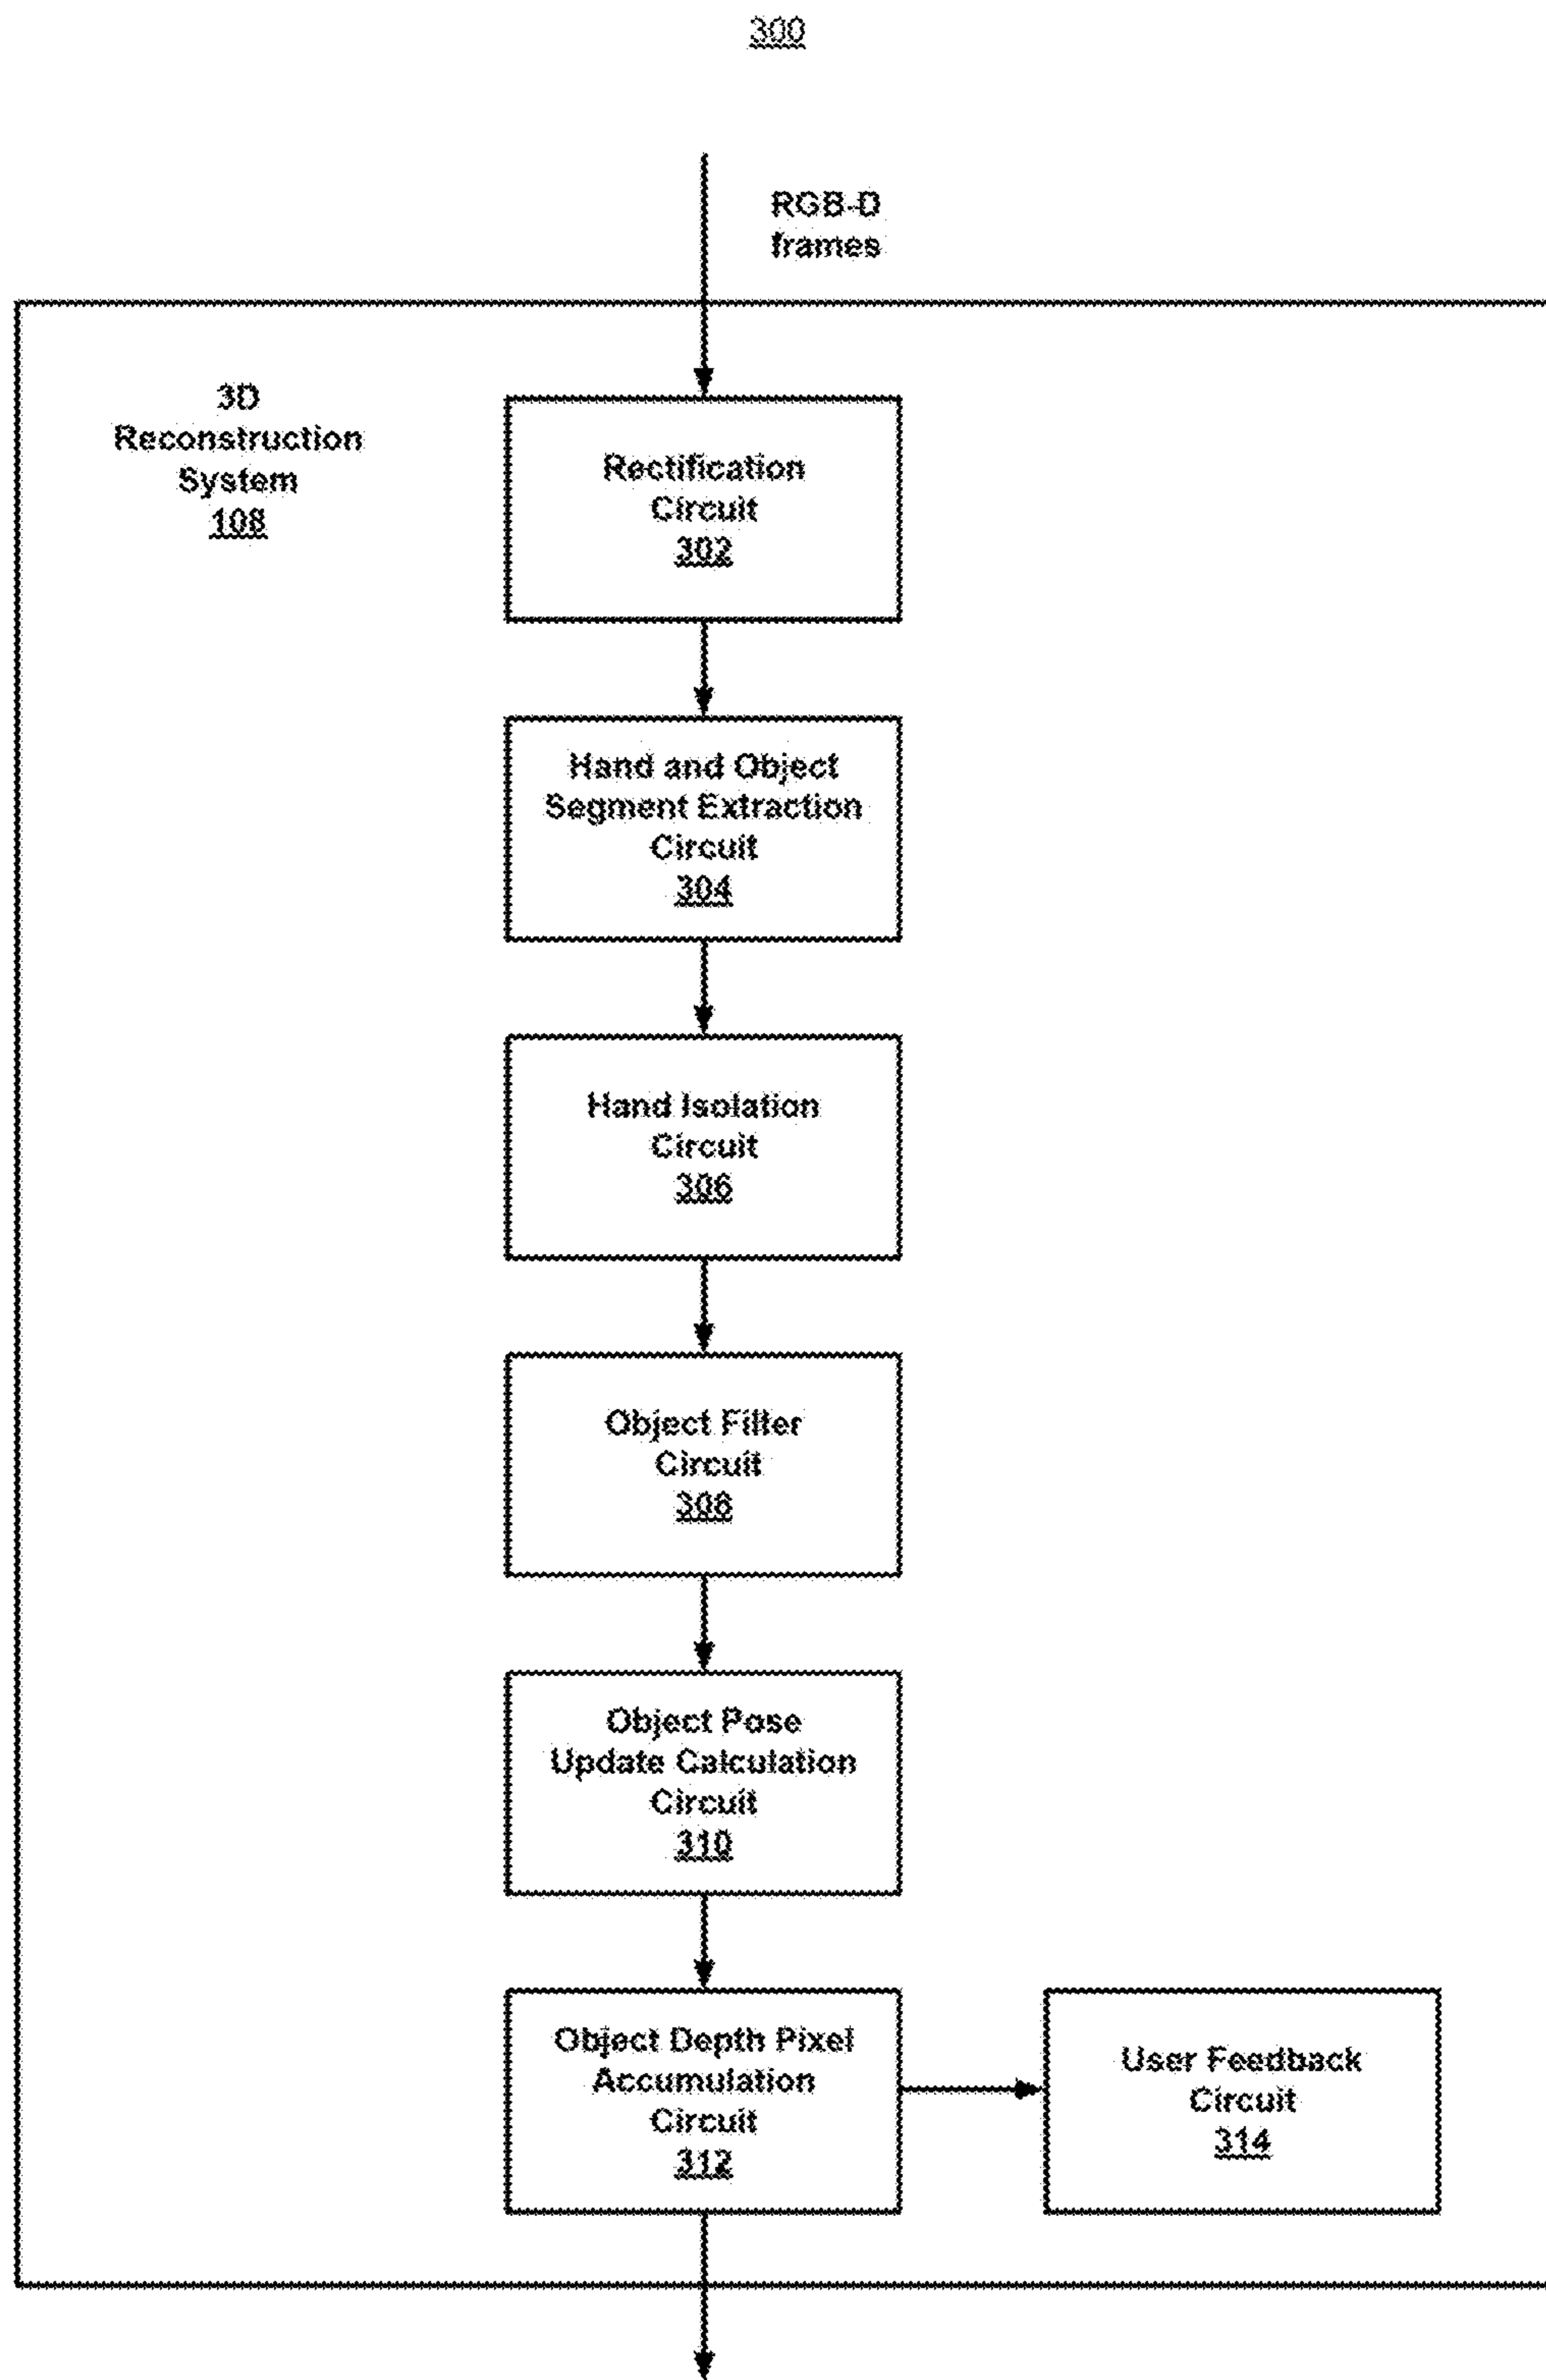 300
RGB-D
frames
3D
Reconstruction
System
108
Rectification
Circuit
302
Hand and Object
Segment Extraction
Circuit
304
Hand Isolation
Circuit
306
Object Filter
Circuit
308
Object Pose
Update Calculation
Circuit
310
Object Depth Pixel
Accumulation
Circuit
312
User Feedback
Circuit
314